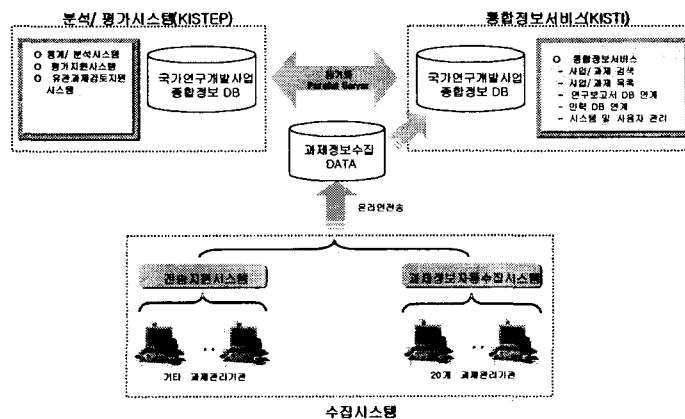 분석/ 평가시스템(KISTEP)
통합정보서비스(KISTI)
O 통계/ 분석시스템
O 평가지원시스템
O 유관과제검토지원
시스템
국가연구개발사업
종합정보 DB
Parallel Server
국가연구개발사업
종합정보 DB
O 통합정보서비스
- 사업/과제 검색
- 사업/과제 목록
- 연구보고서 DB 연계
- 인력 DB 연계
- 시스템 및 사용자 관리
과제정보수집
DATA
온라인전송
전송지원시스템
과제정보자동수집시스템
기타 과제관리기관
20개 과제관리기관
수집시스템